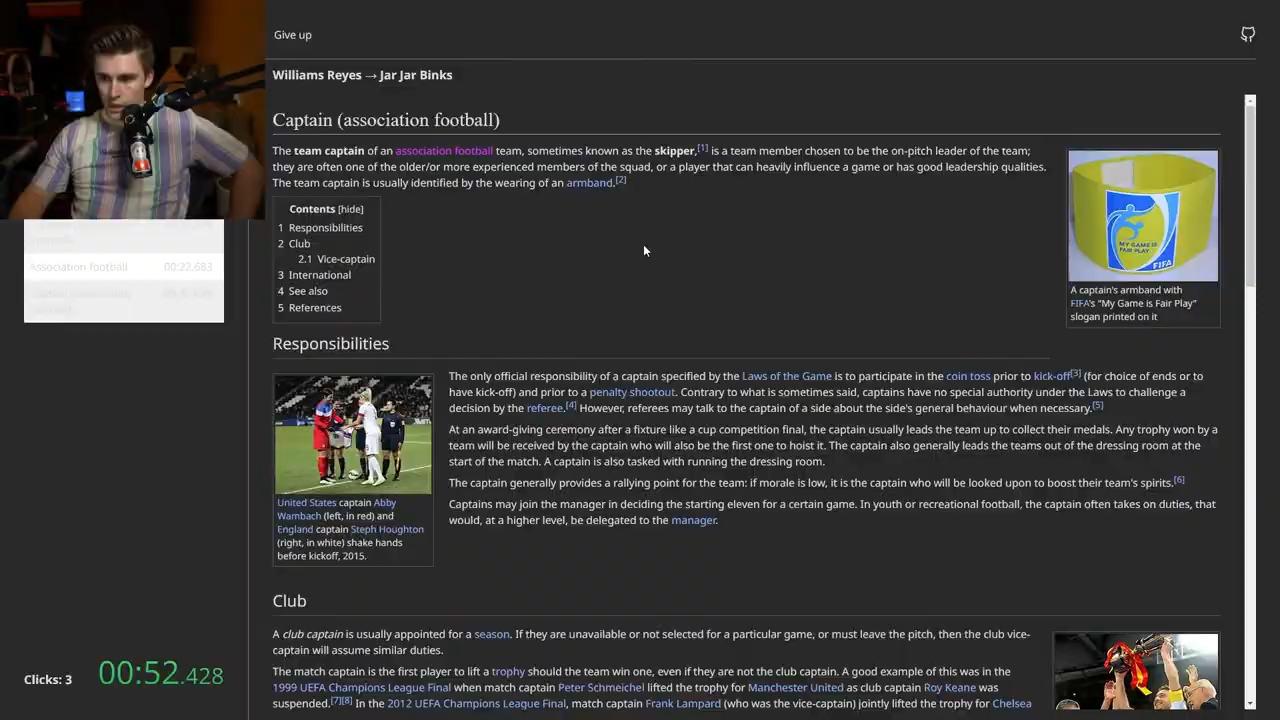 Give up
Williams Reyes → Jar Jar Binks
Captain (association football)
The team captain of an association football team, sometimes known as the skipper,[1] is a team member chosen to be the on-pitch leader of the team;
they are often one of the older/or more experienced members of the squad, or a player that can heavily influence a game or has good leadership qualities.
The team captain is usually identified by the wearing of an armband.[2]
Contents [hide]
1 Responsibilities
2 Club
2.1 Vice-captain
3 International
4 See also
5 References
MY GAME IS
FAIR PLAY
FIFA
A captain's armband with
FIFA's "My Game is Fair Play"
slogan printed on it
Association football 00:22.683
Responsibilities
The only official responsibility of a captain specified by the Laws of the Game is to participate in the coin toss prior to kick-off[3] (for choice of ends or to
have kick-off) and prior to a penalty shootout. Contrary to what is sometimes said, captains have no special authority under the Laws to challenge a
decision by the referee.[4] However, referees may talk to the captain of a side about the side's general behaviour when necessary.[5]
At an award-giving ceremony after a fixture like a cup competition final, the captain usually leads the team up to collect their medals. Any trophy won by a
team will be received by the captain who will also be the first one to hoist it. The captain also generally leads the teams out of the dressing room at the
start of the match. A captain is also tasked with running the dressing room.
The captain generally provides a rallying point for the team: if morale is low, it is the captain who will be looked upon to boost their team's spirits.[6]
Captains may join the manager in deciding the starting eleven for a certain game. In youth or recreational football, the captain often takes on duties, that
would, at a higher level, be delegated to the manager.
United States captain Abby
Wambach (left, in red) and
England captain Steph Houghton
(right, in white) shake hands
before kickoff, 2015.
Club
A club captain is usually appointed for a season. If they are unavailable or not selected for a particular game, or must leave the pitch, then the club vice-
captain will assume similar duties.
The match captain is the first player to lift a trophy should the team win one, even if they are not the club captain. A good example of this was in the
1999 UEFA Champions League Final when match captain Peter Schmeichel lifted the trophy for Manchester United as club captain Roy Keane was
suspended.[7][8] In the 2012 UEFA Champions League Final, match captain Frank Lampard (who was the vice-captain) jointly lifted the trophy for Chelsea
Clicks: 3 00:52.428